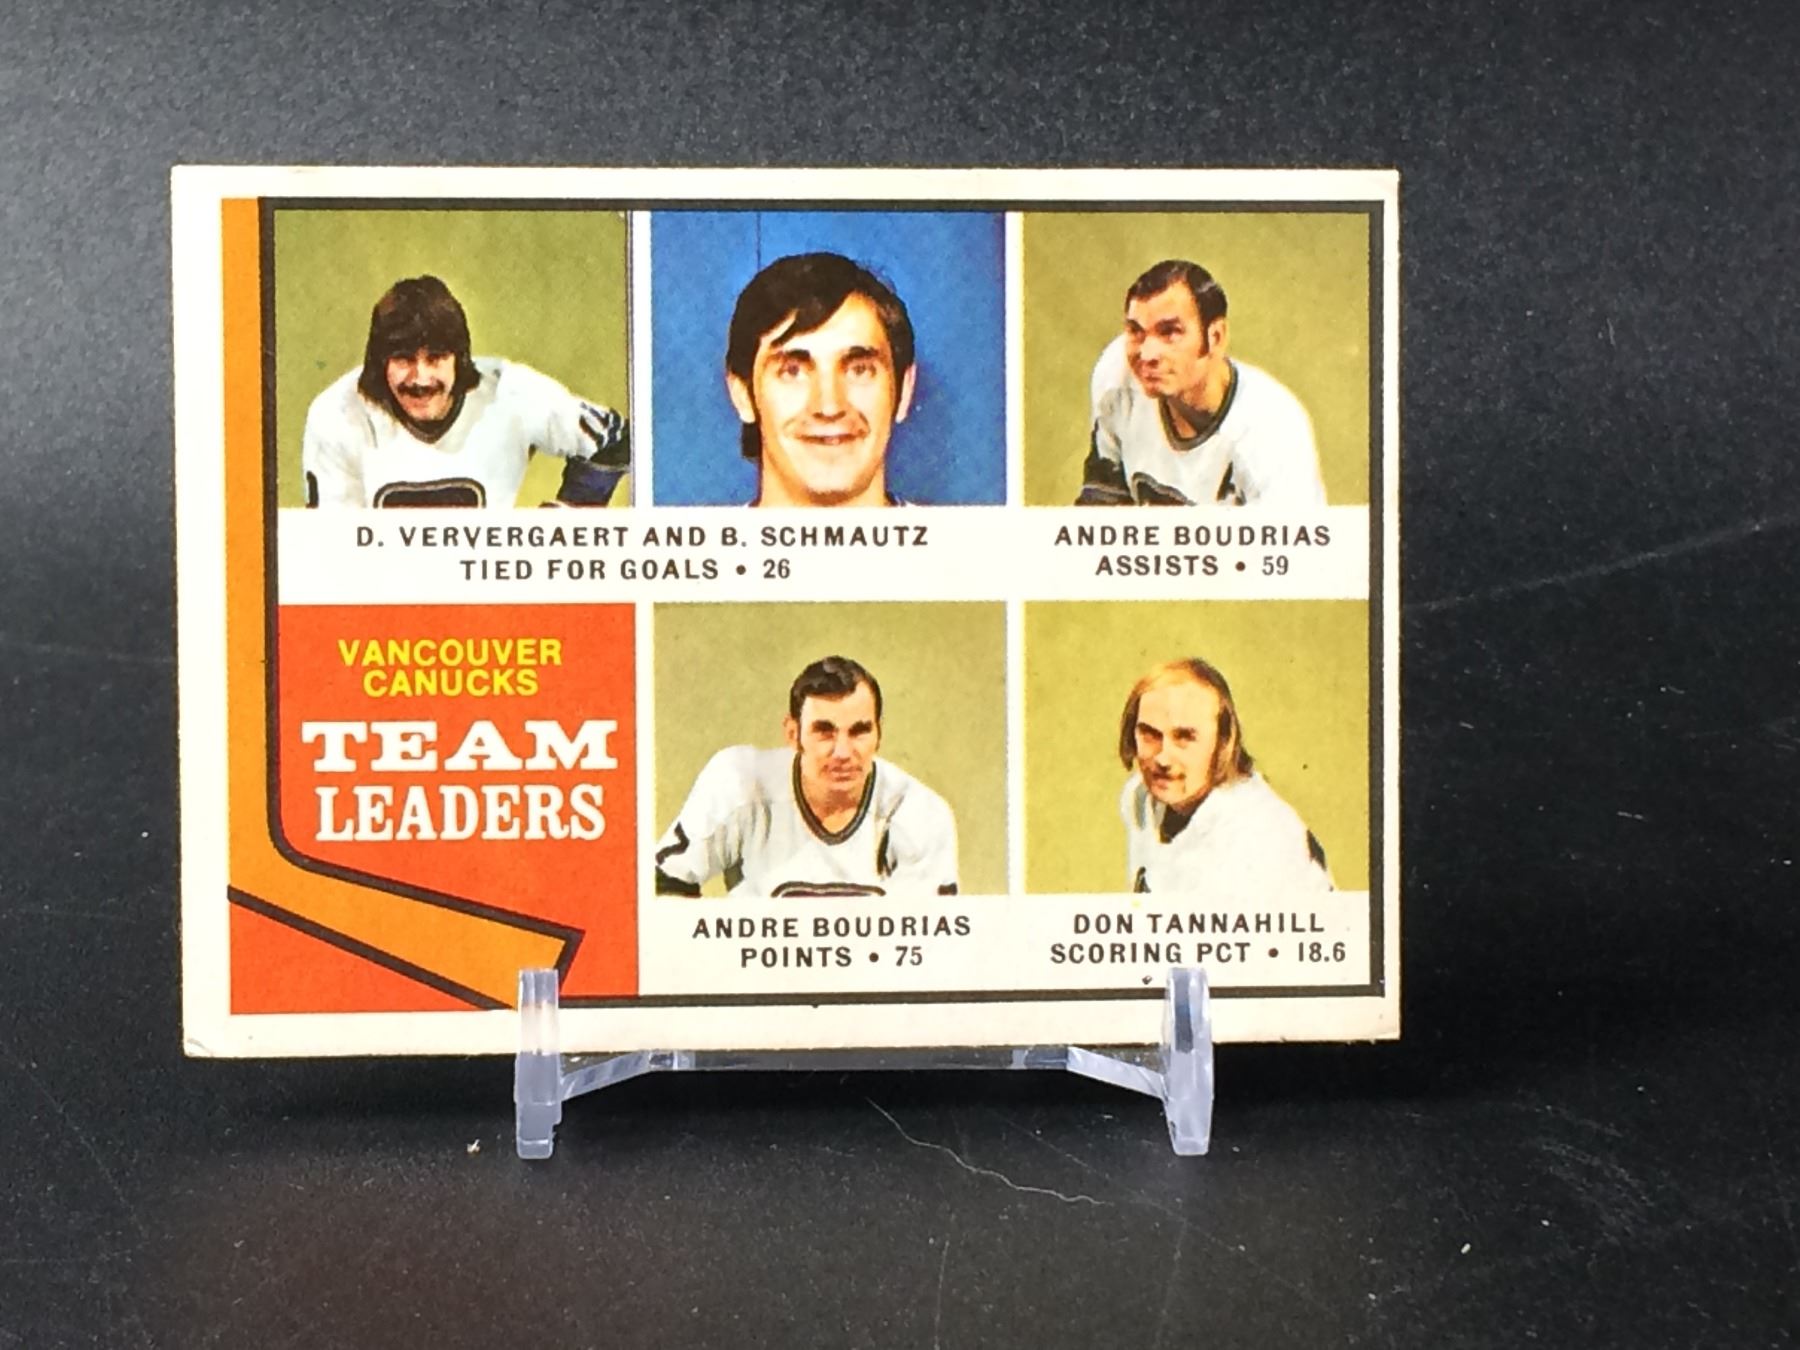 D. VERVERGAERT AND B. SCHMAUTZ
TIED FOR GOALS • 26
ANDRE BOUDRIAS
ASSISTS • 59
VANCOUVER
CANUCKS
TEAM
LEADERS
ANDRE BOUDRIAS
POINTS • 75
DON TANNAHILL
SCORING PCT • 18.6